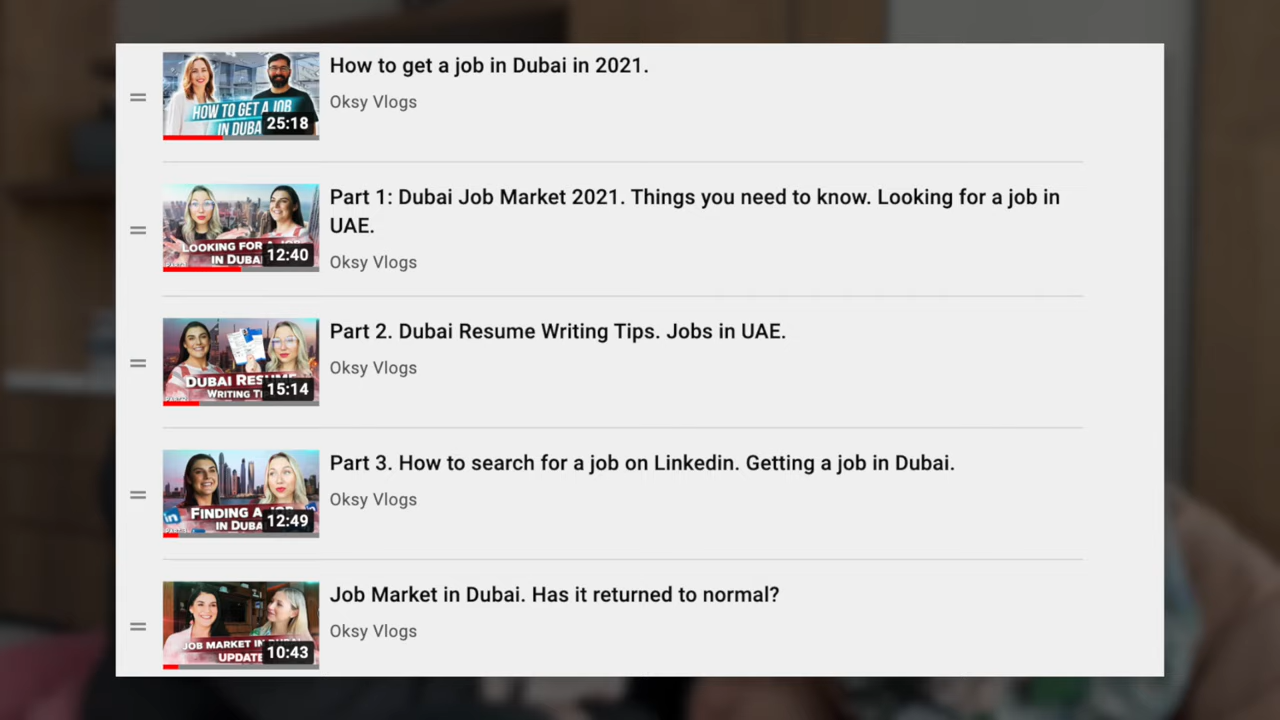 How to get a job in Dubai in 2021.
Oksy Vlogs
HOW TO GET A JOB
IN DUBA
25:18
Part 1: Dubai Job Market 2021. Things you need to know. Looking for a job in
UAE.
Oksy Vlogs
LOOKING FOR
IN DUBA
12:40
Part 2. Dubai Resume Writing Tips. Jobs in UAE.
Oksy Vlogs
DUBAI RESUME
WRITING TI
15:14
Part 3. How to search for a job on Linkedin. Getting a job in Dubai.
Oksy Vlogs
in
FINDING A
IN DUBA
12:49
Job Market in Dubai. Has it returned to normal?
Oksy Vlogs
JOB MARKET IN
UPDATE
10:43